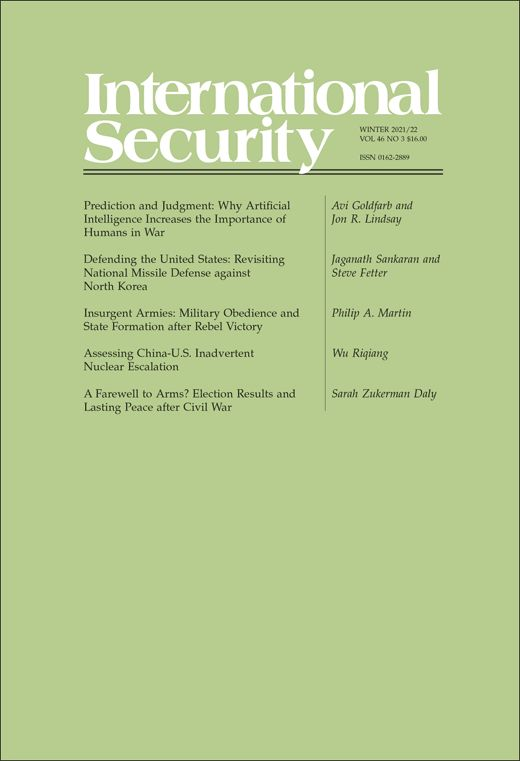 International
Security
WINTER 2021/22
VOL 46 NO 3 $16.00
ISSN 0162-2889
Prediction and Judgment: Why Artificial
Intelligence Increases the Importance of
Humans in War
Avi Goldfarb and
Jon R. Lindsay
Defending the United States: Revisiting
National Missile Defense against
North Korea
Jaganath Sankaran and
Steve Fetter
Insurgent Armies: Military Obedience and
State Formation after Rebel Victory
Philip A. Martin
Assessing China-U.S. Inadvertent
Nuclear Escalation
Wu Riqiang
A Farewell to Arms? Election Results and
Lasting Peace after Civil War
Sarah Zukerman Daly